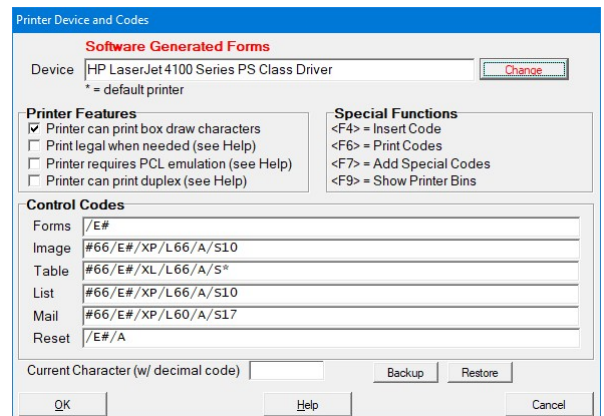 Printer Device and Codes
Software Generated Forms
Device HP LaserJet 4100 Series PS Class Driver Change
* = default printer
Printer Features
Printer can print box draw characters
Print legal when needed (see Help)
Printer requires PCL emulation (see Help)
Printer can print duplex (see Help)
Special Functions
<F4> = Insert Code
<F6> = Print Codes
<F7> = Add Special Codes
<F9> = Show Printer Bins
Control Codes
Forms /E#
Image #66/E#/XP/L66/A/S10
Table #66/E#/XL/L66/A/S*
List #66/E#/XP/L66/A/S10
Mail #66/E#/XP/L60/A/S17
Reset /E#/A
Current Character (w/ decimal code) Backup Restore
OK Help Cancel